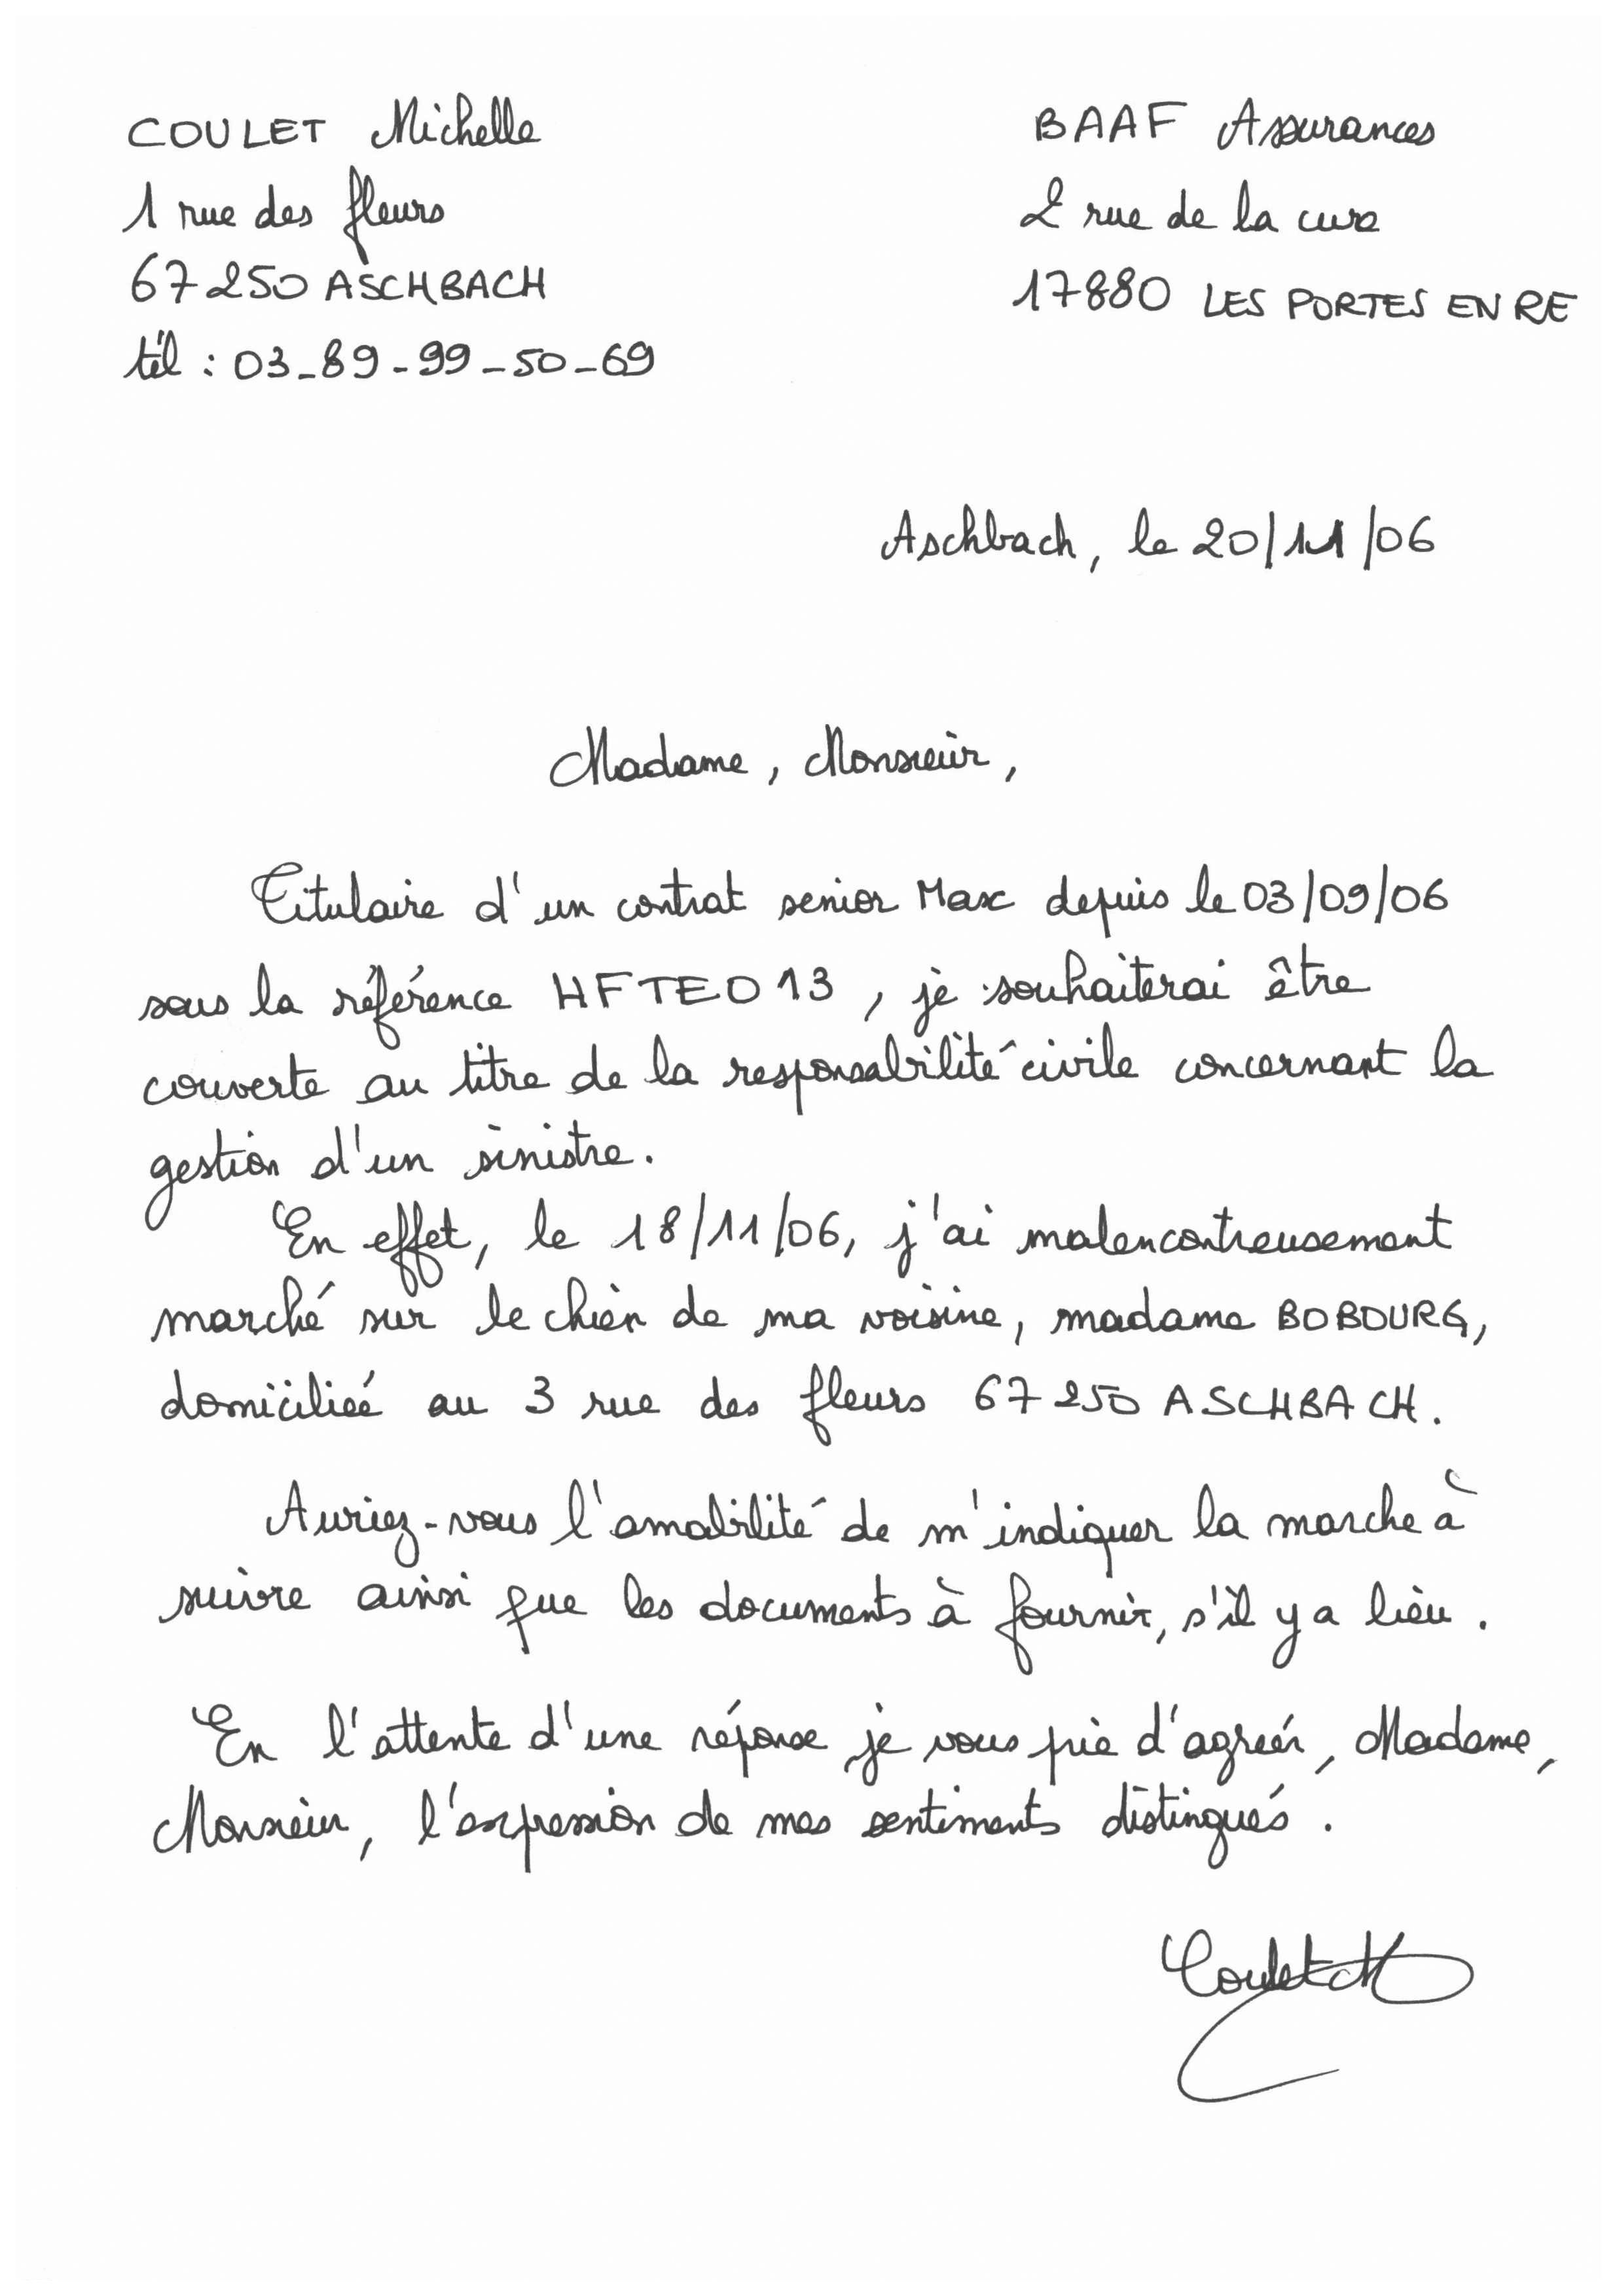 COULET Michelle
1 rue des fleurs
67250 ASCHBACH
tél : 03_89-99-50-69
BAAF Assurances
2 rue de la cure
17880 LES PORTES EN RE
Aschbach, le 20/11/06
Madame, Monsieur,
Titulaire d'un contrat senior Max depuis le 03/09/06
sous la référence HFTEO13, je souhaiterai être
couverte au titre de la responsabilité civile concernant la
gestion d'un sinistre.
En effet, le 18/11/06, j'ai malencontreusement
marché sur le chien de ma voisine, madame BOBOURG,
domiciliée au 3 rue des fleurs 67250 ASCHBACH.
Auriez-vous l'amabilité de m'indiquer la marche à
suivre ainsi que les documents à fournir, s'il y a lieu.
En l'attente d'une réponse je vous prie d'agréer, Madame,
Monsieur, l'expression de mes sentiments distingués.
Coulet M